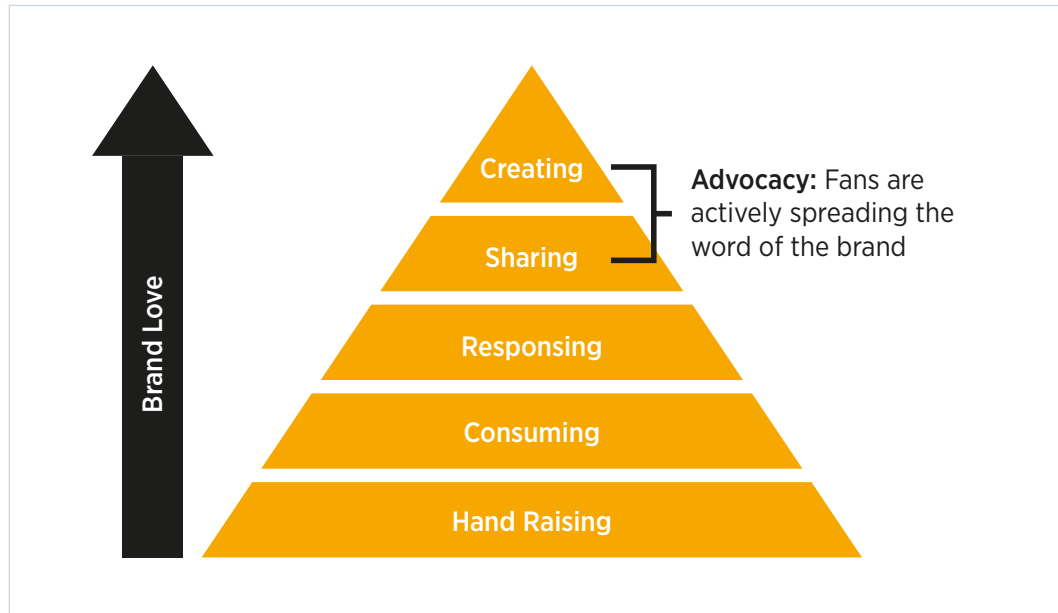 Brand Love
Creating
Sharing
Responsing
Consuming
Hand Raising
Advocacy: Fans are
actively spreading the
word of the brand